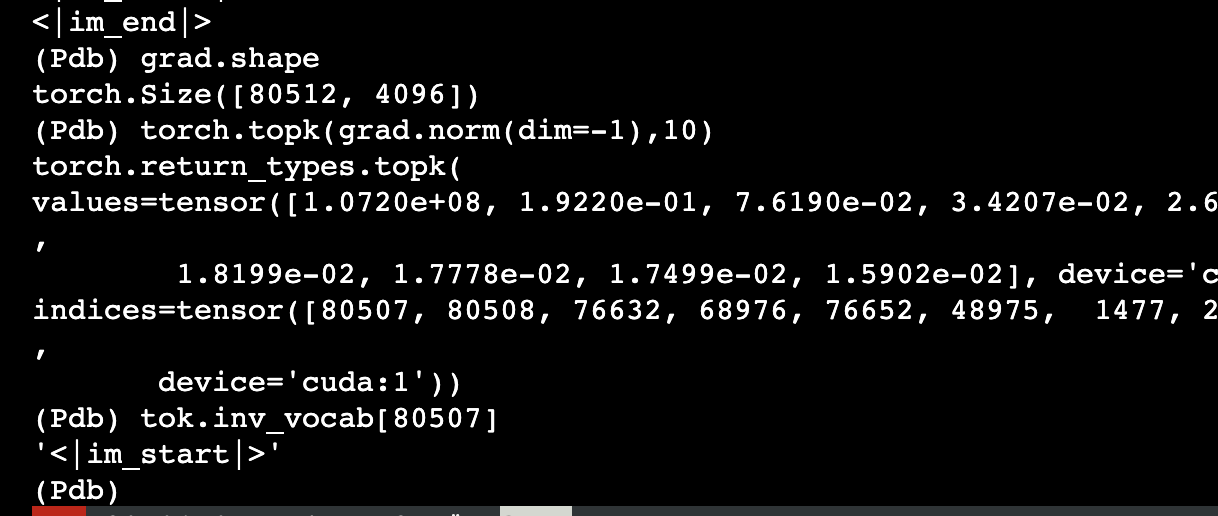 <|im_end|>
(Pdb) grad.shape
torch.Size([80512, 4096])
(Pdb) torch.topk(grad.norm(dim=-1),10)
torch.return_types.topk(
values=tensor([1.0720e+08, 1.9220e-01, 7.6190e-02, 3.4207e-02, 2.6
,
1.8199e-02, 1.7778e-02, 1.7499e-02, 1.5902e-02], device='c
indices=tensor([80507, 80508, 76632, 68976, 76652, 48975,  1477, 2
,
device='cuda:1'))
(Pdb) tok.inv_vocab[80507]
'<|im_start|>'
(Pdb)